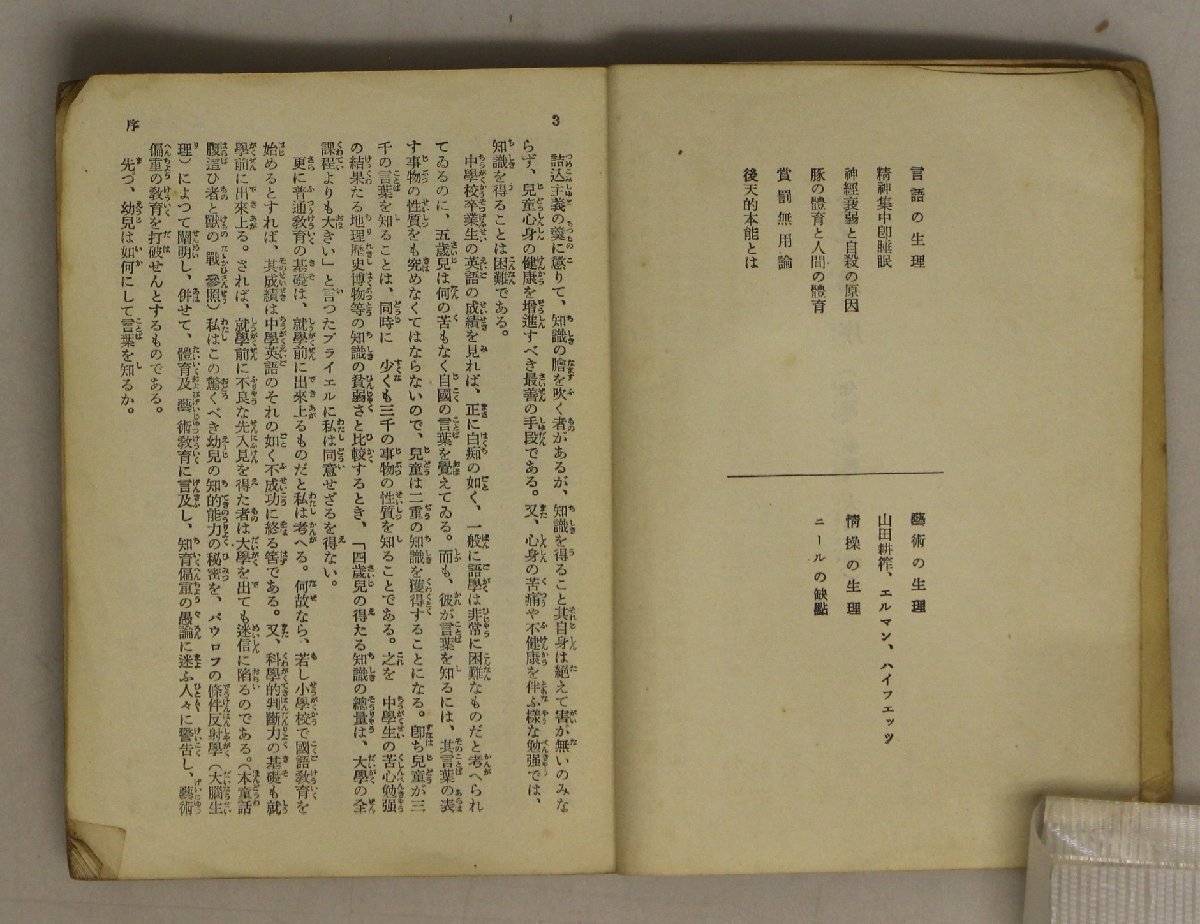 言語の生理
精神集中卽睡眠
神經衰弱と自殺の原因
豚の體育と人間の體育
賞罰無用論
後天的本能とは
藝術の生理
山田耕筰、エルマン、ハイフエッツ
情操の生理
ニールの缺點
3
詰込主義の羹に懲りて、知識の膾を吹く者があるが、知識を得ること其自身は絕えて害が無いのみな
らず、兒童心身の健康を增進すべき最善の手段である。又、心身の苦痛や不健康を伴ふ樣な勉强では、
知識を得ることは困難である。
中學校卒業生の英語の成績を見れば、正に白痴の如く、一般に語學は非常に困難なものだと考へられ
てゐるのに、五歲兒は何の苦もなく自國の言葉を覺えてゐる。而も、彼が言葉を知るには、其言葉の表
す事物の性質をも究めなくてはならないので、兒童は二重の知識を獲得することになる。卽ち兒童が三
千の言葉を知ることは、同時に 少くも三千の事物の性質を知ることである。之を 中學生の苦心勉强
の結果たる地理歷史博物等の知識の貧弱さと比較するとき、「四歲兒の得たる知識の總量は、大學の全
課程よりも大きい」と言つたプライエルに私は同意せざるを得ない。
更に普通敎育の基礎は、就學前に出來上るものだと私は考へる。何故なら、若し小學校で國語敎育を
始めるとすれば、其成績は中學英語のそれの如く不成功に終る筈である。又、科學的判斷力の基礎も就
學前に出來上る。されば、就學前に不良な先入見を得た者は大學を出ても迷信に陷るのである。（本童話
腹這ひ者と獸の戰參照）私はこの驚くべき幼兒の知的能力の秘密を、パウロフの條件反射學（大腦生
理）によつて闡明し、併せて、體育及藝術敎育に言及し、知育偏重の愚論に迷ふ人々に警吿し、藝術
偏重の敎育を打破せんとするものである。
先づ、幼兒は如何にして言葉を知るか。
序